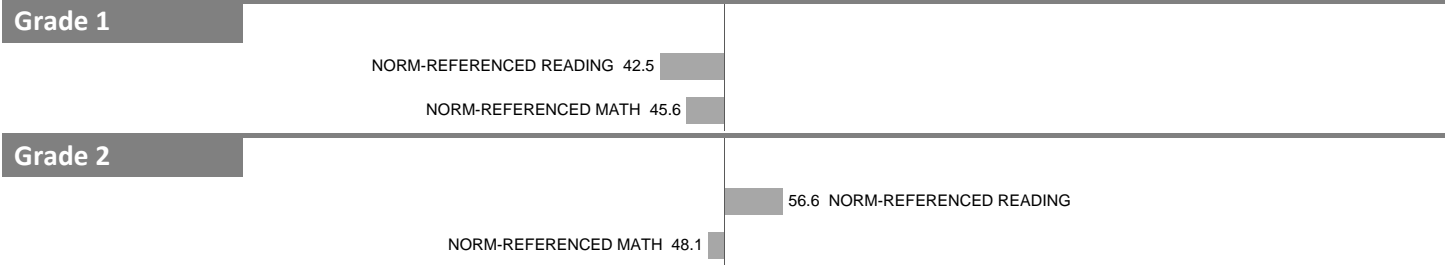 Grade 1
NORM-REFERENCED READING 42.5
NORM-REFERENCED MATH 45.6
Grade 2
56.6 NORM-REFERENCED READING
NORM-REFERENCED MATH 48.1